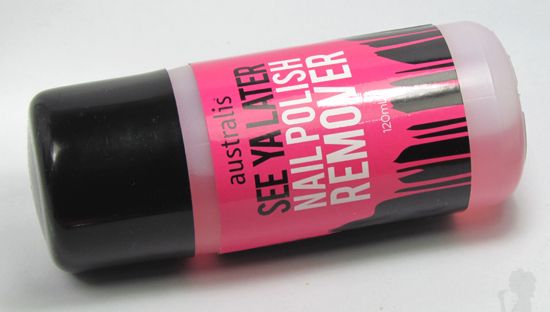 australis
SEE YA LATER
NAIL POLISH
REMOVER
120mL